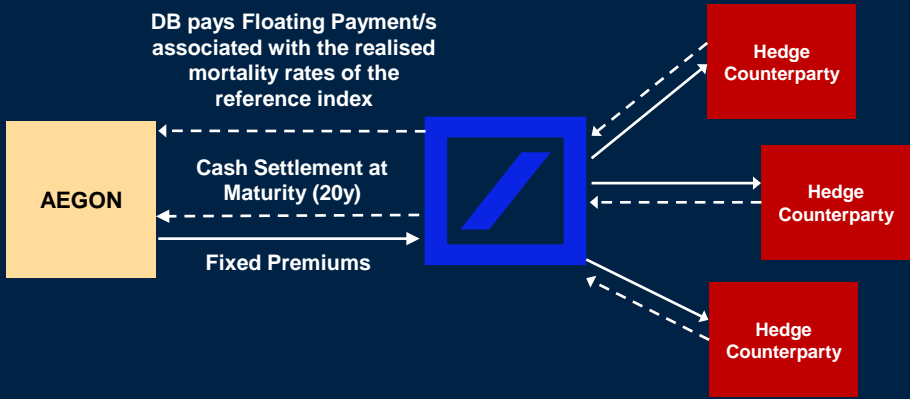 DB pays Floating Payment/s
associated with the realised
mortality rates of the
reference index
Cash Settlement at
Maturity (20y)
Fixed Premiums
AEGON
Hedge
Counterparty
Hedge
Counterparty
Hedge
Counterparty